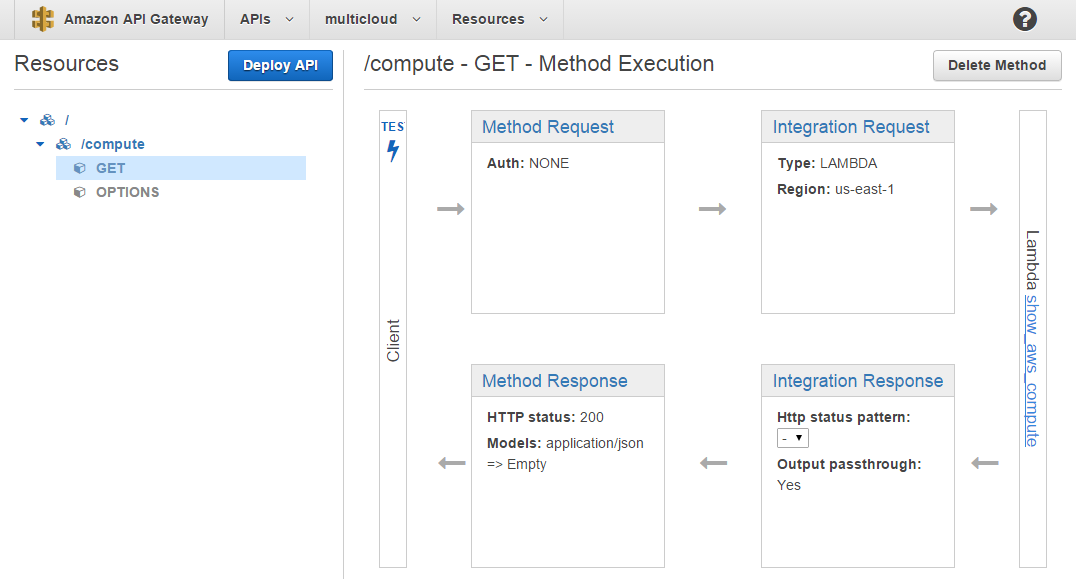 Amazon API Gateway
APIs
multicloud
Resources
?
Resources
Deploy API
/compute - GET - Method Execution
Delete Method
/
/compute
GET
OPTIONS
TES
Client
Method Request
Auth: NONE
Integration Request
Type: LAMBDA
Region: us-east-1
Lambda show_aws_compute
Method Response
HTTP status: 200
Models: application/json
=> Empty
Integration Response
Http status pattern:
-
Output passthrough:
Yes